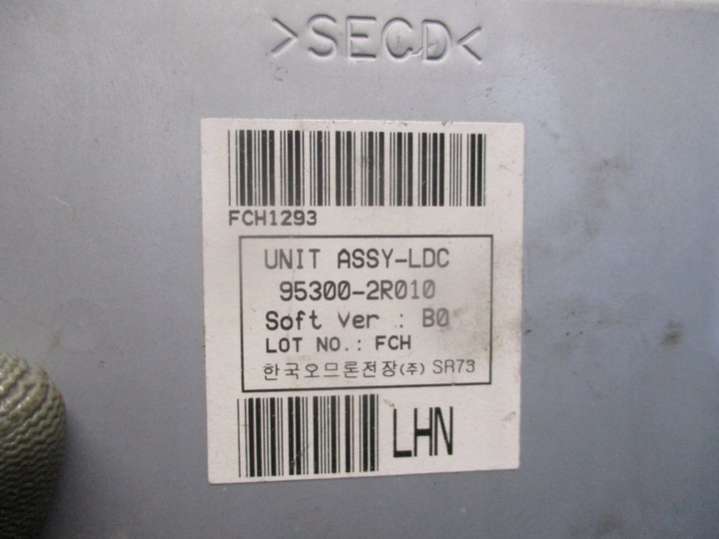 >SECD<
FCH1293
UNIT ASSY-LDC
95300-2R010
Soft ver : B0
LOT NO.: FCH
한국오므론전장(주) SR73
LHN